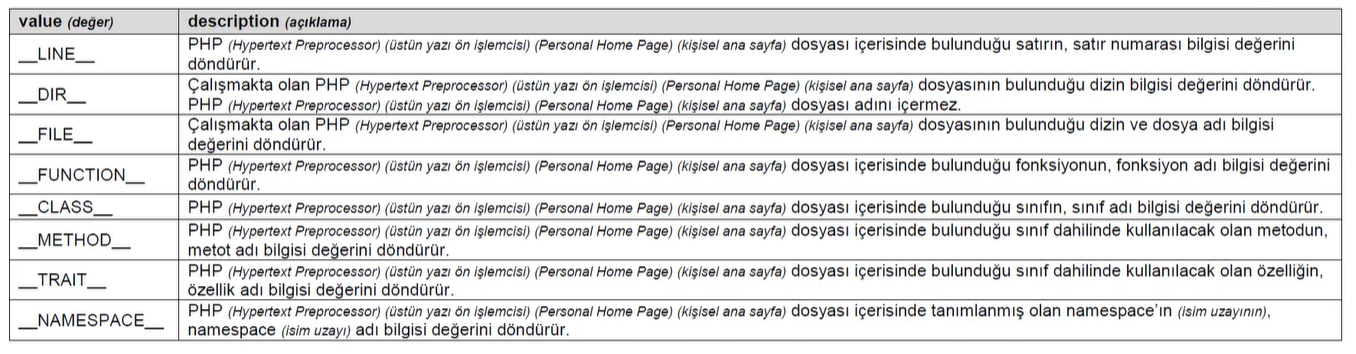 value (değer) description (açıklama)
__LINE__ PHP (Hypertext Preprocessor) (üstün yazı ön işlemcisi) (Personal Home Page) (kişisel ana sayfa) dosyası içerisinde bulunduğu satırın, satır numarası bilgisi değerini
döndürür.
__DIR__ Çalışmakta olan PHP (Hypertext Preprocessor) (üstün yazı ön işlemcisi) (Personal Home Page) (kişisel ana sayfa) dosyasının bulunduğu dizin bilgisi değerini döndürür.
PHP (Hypertext Preprocessor) (üstün yazı ön işlemcisi) (Personal Home Page) (kişisel ana sayfa) dosyası adını içermez.
__FILE__ Çalışmakta olan PHP (Hypertext Preprocessor) (üstün yazı ön işlemcisi) (Personal Home Page) (kişisel ana sayfa) dosyasının bulunduğu dizin ve dosya adı bilgisi
değerini döndürür.
__FUNCTION__ PHP (Hypertext Preprocessor) (üstün yazı ön işlemcisi) (Personal Home Page) (kişisel ana sayfa) dosyası içerisinde bulunduğu fonksiyonun, fonksiyon adı bilgisi değerini
döndürür.
__CLASS__ PHP (Hypertext Preprocessor) (üstün yazı ön işlemcisi) (Personal Home Page) (kişisel ana sayfa) dosyası içerisinde bulunduğu sınıfın, sınıf adı bilgisi değerini döndürür.
__METHOD__ PHP (Hypertext Preprocessor) (üstün yazı ön işlemcisi) (Personal Home Page) (kişisel ana sayfa) dosyası içerisinde bulunduğu sınıf dahilinde kullanılacak olan metodun,
metot adı bilgisi değerini döndürür.
__TRAIT__ PHP (Hypertext Preprocessor) (üstün yazı ön işlemcisi) (Personal Home Page) (kişisel ana sayfa) dosyası içerisinde bulunduğu sınıf dahilinde kullanılacak olan özelliğin,
özellik adı bilgisi değerini döndürür.
__NAMESPACE__ PHP (Hypertext Preprocessor) (üstün yazı ön işlemcisi) (Personal Home Page) (kişisel ana sayfa) dosyası içerisinde tanımlanmış olan namespace’ın (isim uzayının),
namespace (isim uzayı) adı bilgisi değerini döndürür.